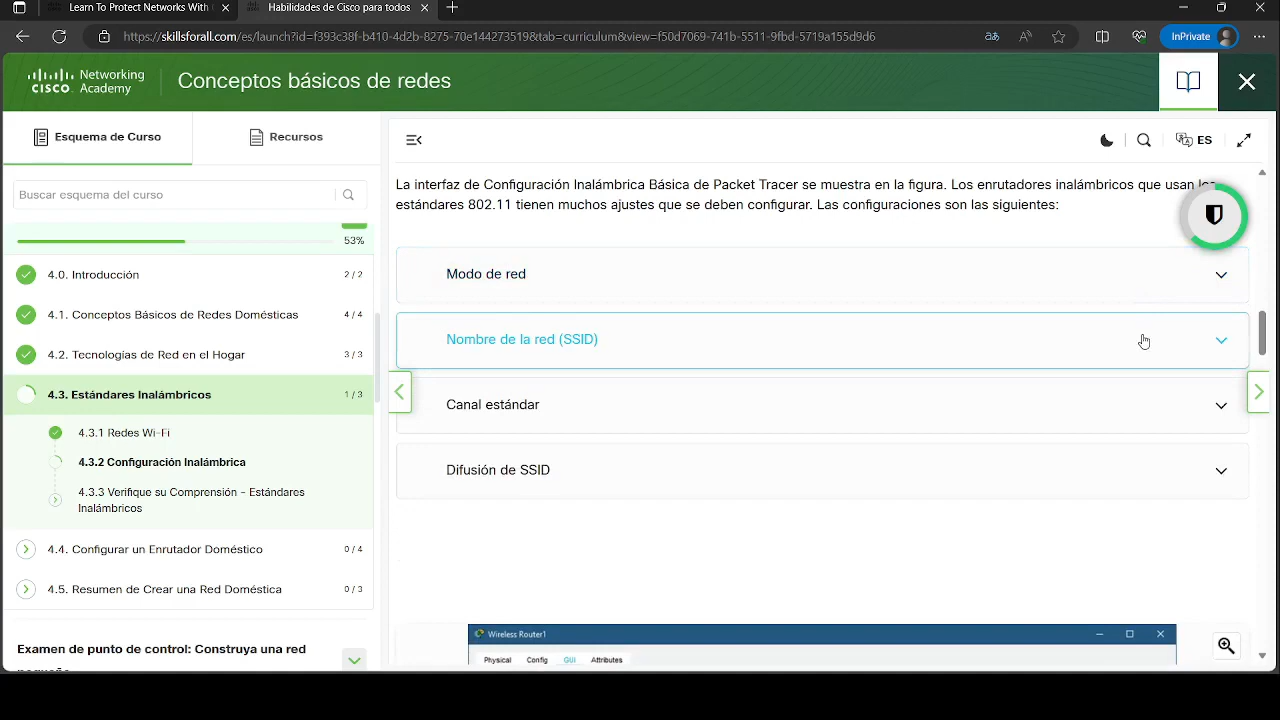 Learn To Protect Networks With
Habilidades de Cisco para todos
https://skillsforall.com/es/launch?id=f393c38f-b410-4d2b-8275-70e144273519&tab=curriculum&view=f50d7069-741b-5511-9fbd-5719a155d9d6
InPrivate
Networking
CISCO Academy
Conceptos básicos de redes
Esquema de Curso
Recursos
ES
Buscar esquema del curso
53%
4.0. Introducción 2 / 2
4.1. Conceptos Básicos de Redes Domésticas 4 / 4
4.2. Tecnologías de Red en el Hogar 3 / 3
4.3. Estándares Inalámbricos 1 / 3
4.3.1 Redes Wi-Fi
4.3.2 Configuración Inalámbrica
4.3.3 Verifique su Comprensión - Estándares
Inalámbricos
4.4. Configurar un Enrutador Doméstico 0 / 4
4.5. Resumen de Crear una Red Doméstica 0 / 3
Examen de punto de control: Construya una red
La interfaz de Configuración Inalámbrica Básica de Packet Tracer se muestra en la figura. Los enrutadores inalámbricos que usan los
estándares 802.11 tienen muchos ajustes que se deben configurar. Las configuraciones son las siguientes:
Modo de red
Nombre de la red (SSID)
Canal estándar
Difusión de SSID
Wireless Router1
Physical Config GUI Attributes